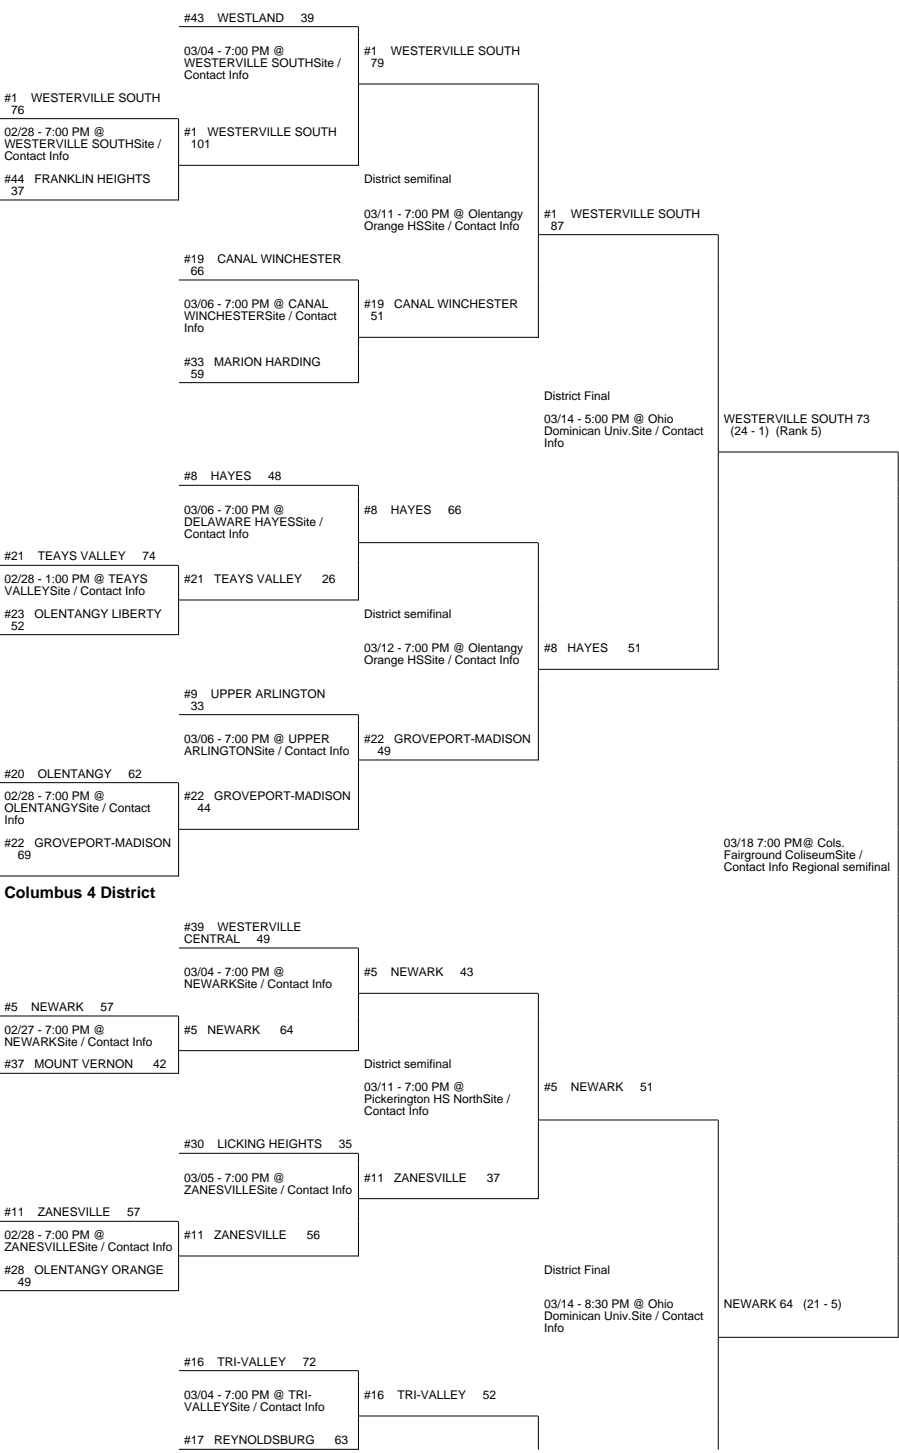 #43 WESTLAND 39
03/04 - 7:00 PM @
WESTERVILLE SOUTHSite /
Contact Info
#1 WESTERVILLE SOUTH
79
#1 WESTERVILLE SOUTH
76
02/28 - 7:00 PM @
WESTERVILLE SOUTHSite /
Contact Info
#1 WESTERVILLE SOUTH
101
#44 FRANKLIN HEIGHTS
37
District semifinal
03/11 - 7:00 PM @ Olentangy
Orange HSSite / Contact Info
#1 WESTERVILLE SOUTH
87
#19 CANAL WINCHESTER
66
03/06 - 7:00 PM @ CANAL
WINCHESTERSite / Contact
Info
#19 CANAL WINCHESTER
51
#33 MARION HARDING
59
District Final
03/14 - 5:00 PM @ Ohio
Dominican Univ.Site / Contact
Info
WESTERVILLE SOUTH 73
(24 - 1) (Rank 5)
#8 HAYES 48
03/06 - 7:00 PM @
DELAWARE HAYESSite /
Contact Info
#8 HAYES 66
#21 TEAYS VALLEY 74
02/28 - 1:00 PM @ TEAYS
VALLEYSite / Contact Info
#21 TEAYS VALLEY 26
#23 OLENTANGY LIBERTY
52
District semifinal
03/12 - 7:00 PM @ Olentangy
Orange HSSite / Contact Info
#8 HAYES 51
#9 UPPER ARLINGTON
33
03/06 - 7:00 PM @ UPPER
ARLINGTONSite / Contact Info
#22 GROVEPORT-MADISON
49
#20 OLENTANGY 62
02/28 - 7:00 PM @
OLENTANGYSite / Contact
Info
#22 GROVEPORT-MADISON
44
#22 GROVEPORT-MADISON
69
03/18 7:00 PM@ Cols.
Fairground ColiseumSite /
Contact Info Regional semifinal
Columbus 4 District
#39 WESTERVILLE
CENTRAL 49
03/04 - 7:00 PM @
NEWARKSite / Contact Info
#5 NEWARK 43
#5 NEWARK 57
02/27 - 7:00 PM @
NEWARKSite / Contact Info
#5 NEWARK 64
#37 MOUNT VERNON 42
District semifinal
03/11 - 7:00 PM @
Pickerington HS NorthSite /
Contact Info
#5 NEWARK 51
#30 LICKING HEIGHTS 35
03/05 - 7:00 PM @
ZANESVILLESite / Contact Info
#11 ZANESVILLE 37
#11 ZANESVILLE 57
02/28 - 7:00 PM @
ZANESVILLESite / Contact Info
#11 ZANESVILLE 56
#28 OLENTANGY ORANGE
49
District Final
03/14 - 8:30 PM @ Ohio
Dominican Univ.Site / Contact
Info
NEWARK 64 (21 - 5)
#16 TRI-VALLEY 72
03/04 - 7:00 PM @ TRI-
VALLEYSite / Contact Info
#16 TRI-VALLEY 52
#17 REYNOLDSBURG 63